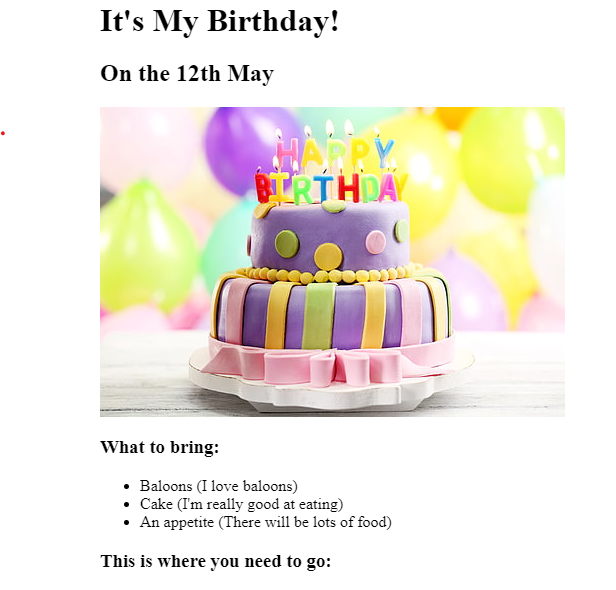 It's My Birthday!
On the 12th May
HAPPY
BIRTHDAY
What to bring:
Baloons (I love baloons)
Cake (I'm really good at eating)
An appetite (There will be lots of food)
This is where you need to go: